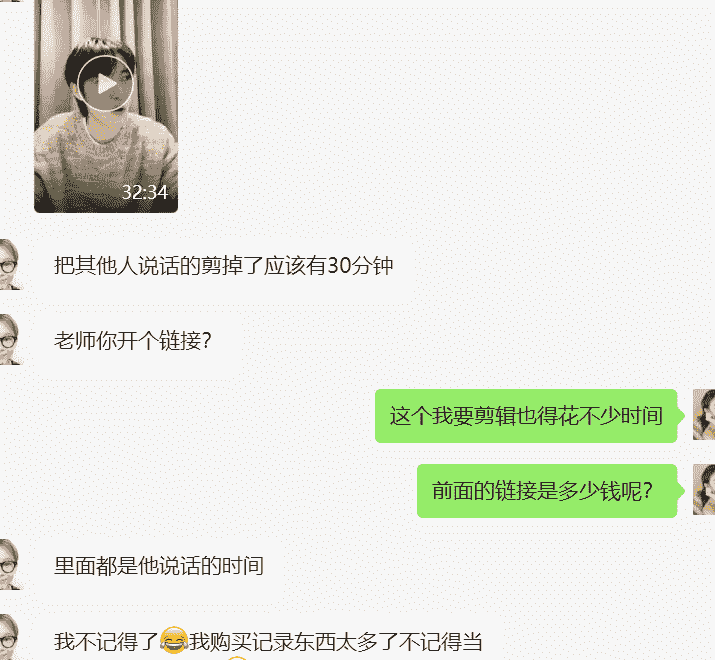 32:34
把其他人说话的剪掉了应该有30分钟
老师你开个链接？
这个我要剪辑也得花不少时间
前面的链接是多少钱呢？
里面都是他说话的时间
我不记得了😂我购买记录东西太多了不记得当